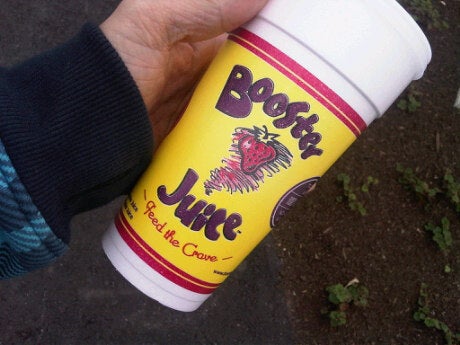 Booster
Juice
Feed the Crave